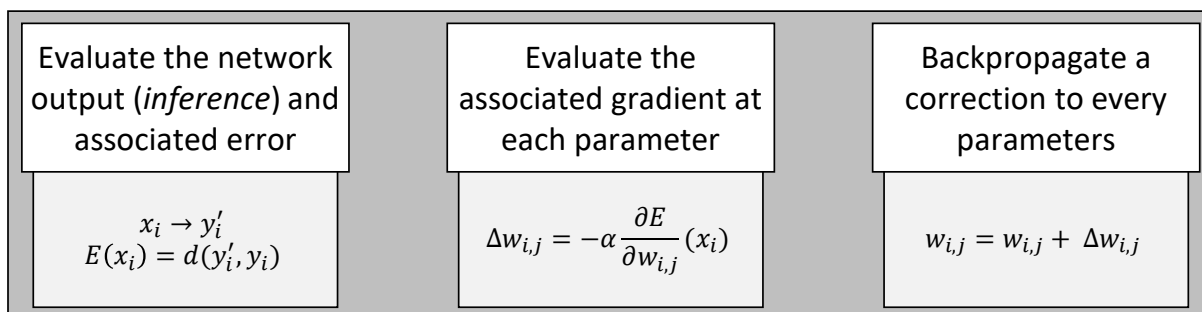 Evaluate the network
output (inference) and
associated error
x_i → y'_i
E(x_i) = d(y'_i, y_i)
Evaluate the
associated gradient at
each parameter
Δw_{i,j} = −α ∂E/∂w_{i,j} (x_i)
Backpropagate a
correction to every
parameters
w_{i,j} = w_{i,j} + Δw_{i,j}